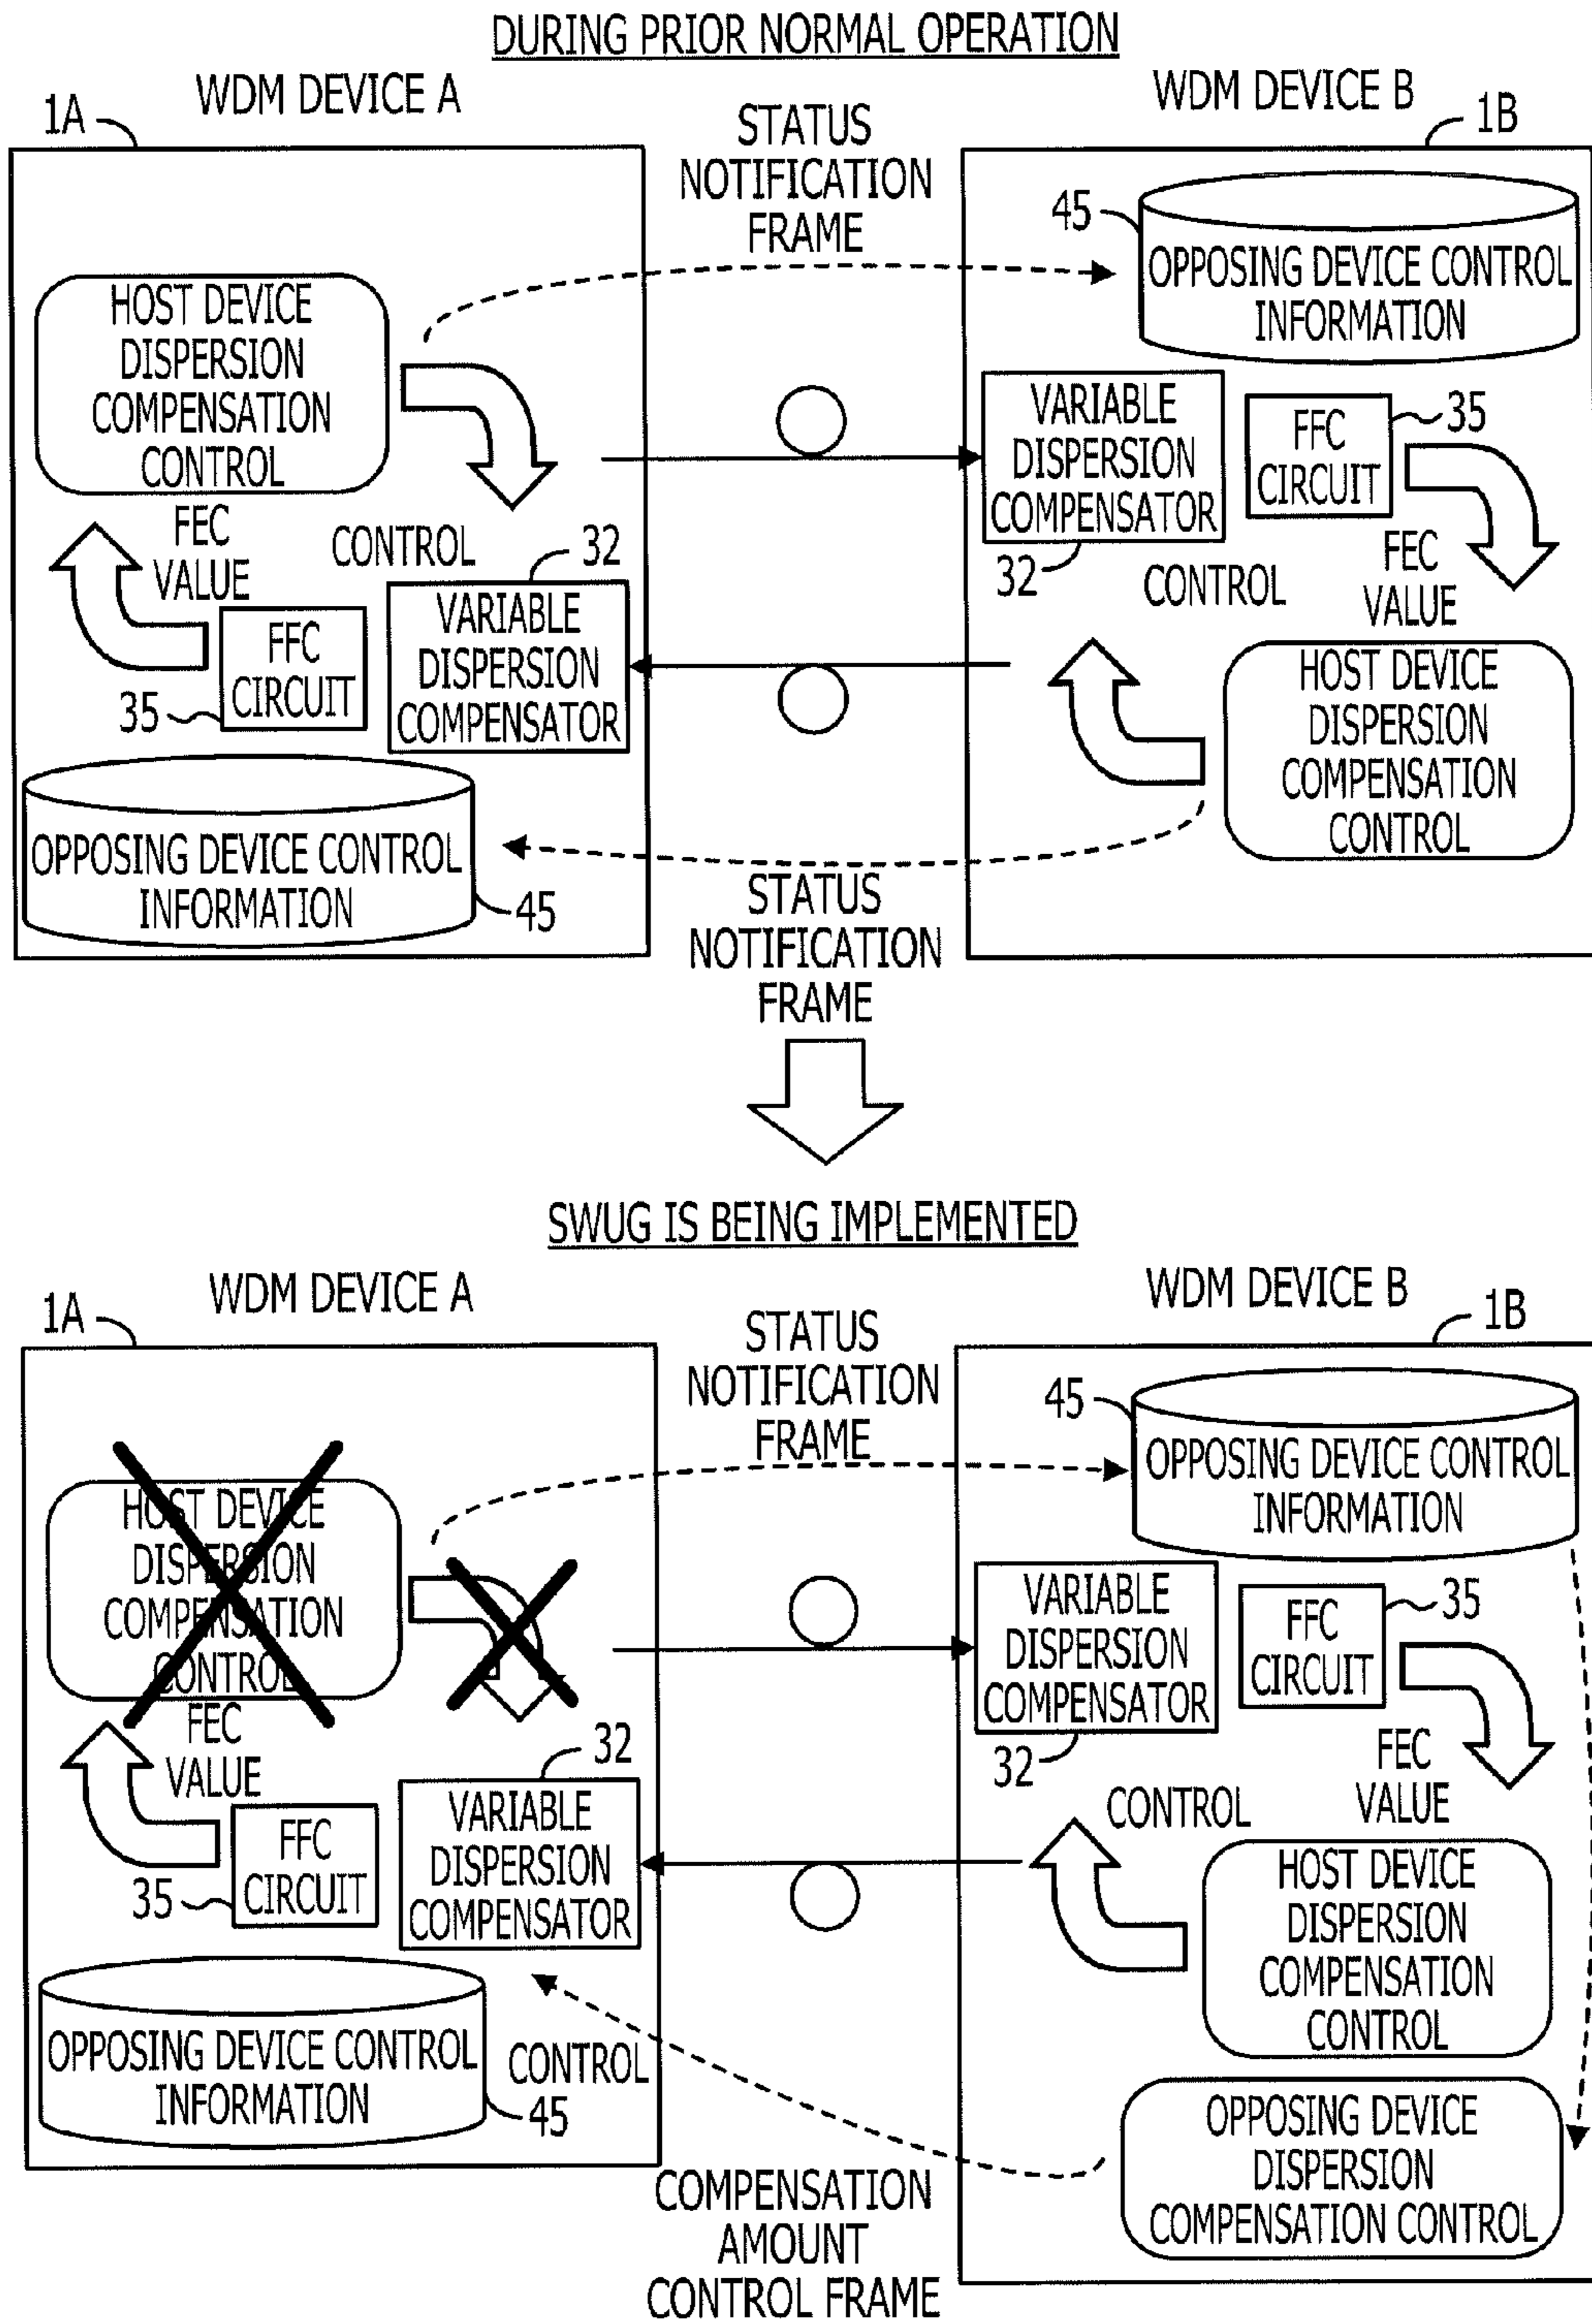 DURING PRIOR NORMAL OPERATION
WDM DEVICE A
WDM DEVICE B
1A
1B
STATUS
NOTIFICATION
FRAME
45
OPPOSING DEVICE CONTROL
INFORMATION
HOST DEVICE
DISPERSION
COMPENSATION
CONTROL
VARIABLE
DISPERSION
COMPENSATOR
32
FFC
CIRCUIT
35
FEC
VALUE
CONTROL
32
CONTROL
FEC
VALUE
FFC
CIRCUIT
35
VARIABLE
DISPERSION
COMPENSATOR
HOST DEVICE
DISPERSION
COMPENSATION
CONTROL
OPPOSING DEVICE CONTROL
INFORMATION
45
STATUS
NOTIFICATION
FRAME
SWUG IS BEING IMPLEMENTED
WDM DEVICE A
WDM DEVICE B
1A
1B
STATUS
NOTIFICATION
FRAME
45
OPPOSING DEVICE CONTROL
INFORMATION
HOST DEVICE
DISPERSION
COMPENSATION
CONTROL
VARIABLE
DISPERSION
COMPENSATOR
32
FFC
CIRCUIT
35
FEC
VALUE
32
CONTROL
FEC
VALUE
FFC
CIRCUIT
35
VARIABLE
DISPERSION
COMPENSATOR
HOST DEVICE
DISPERSION
COMPENSATION
CONTROL
OPPOSING DEVICE CONTROL
INFORMATION
45
CONTROL
OPPOSING DEVICE
DISPERSION
COMPENSATION CONTROL
COMPENSATION
AMOUNT
CONTROL FRAME